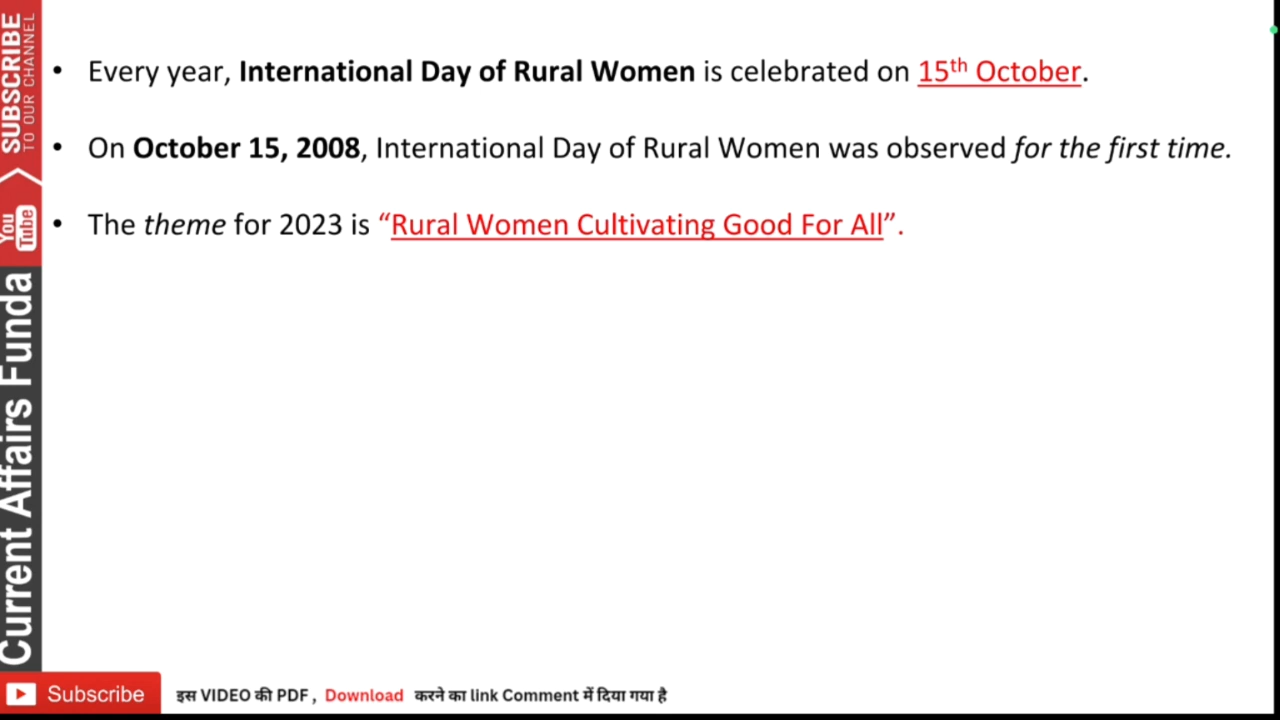 • Every year, International Day of Rural Women is celebrated on 15th October.
• On October 15, 2008, International Day of Rural Women was observed for the first time.
• The theme for 2023 is “Rural Women Cultivating Good For All”.
SUBSCRIBE
TO OUR CHANNEL
You
Tube
Current Affairs Funda
Subscribe
इस VIDEO की PDF , Download करने का link Comment में दिया गया है